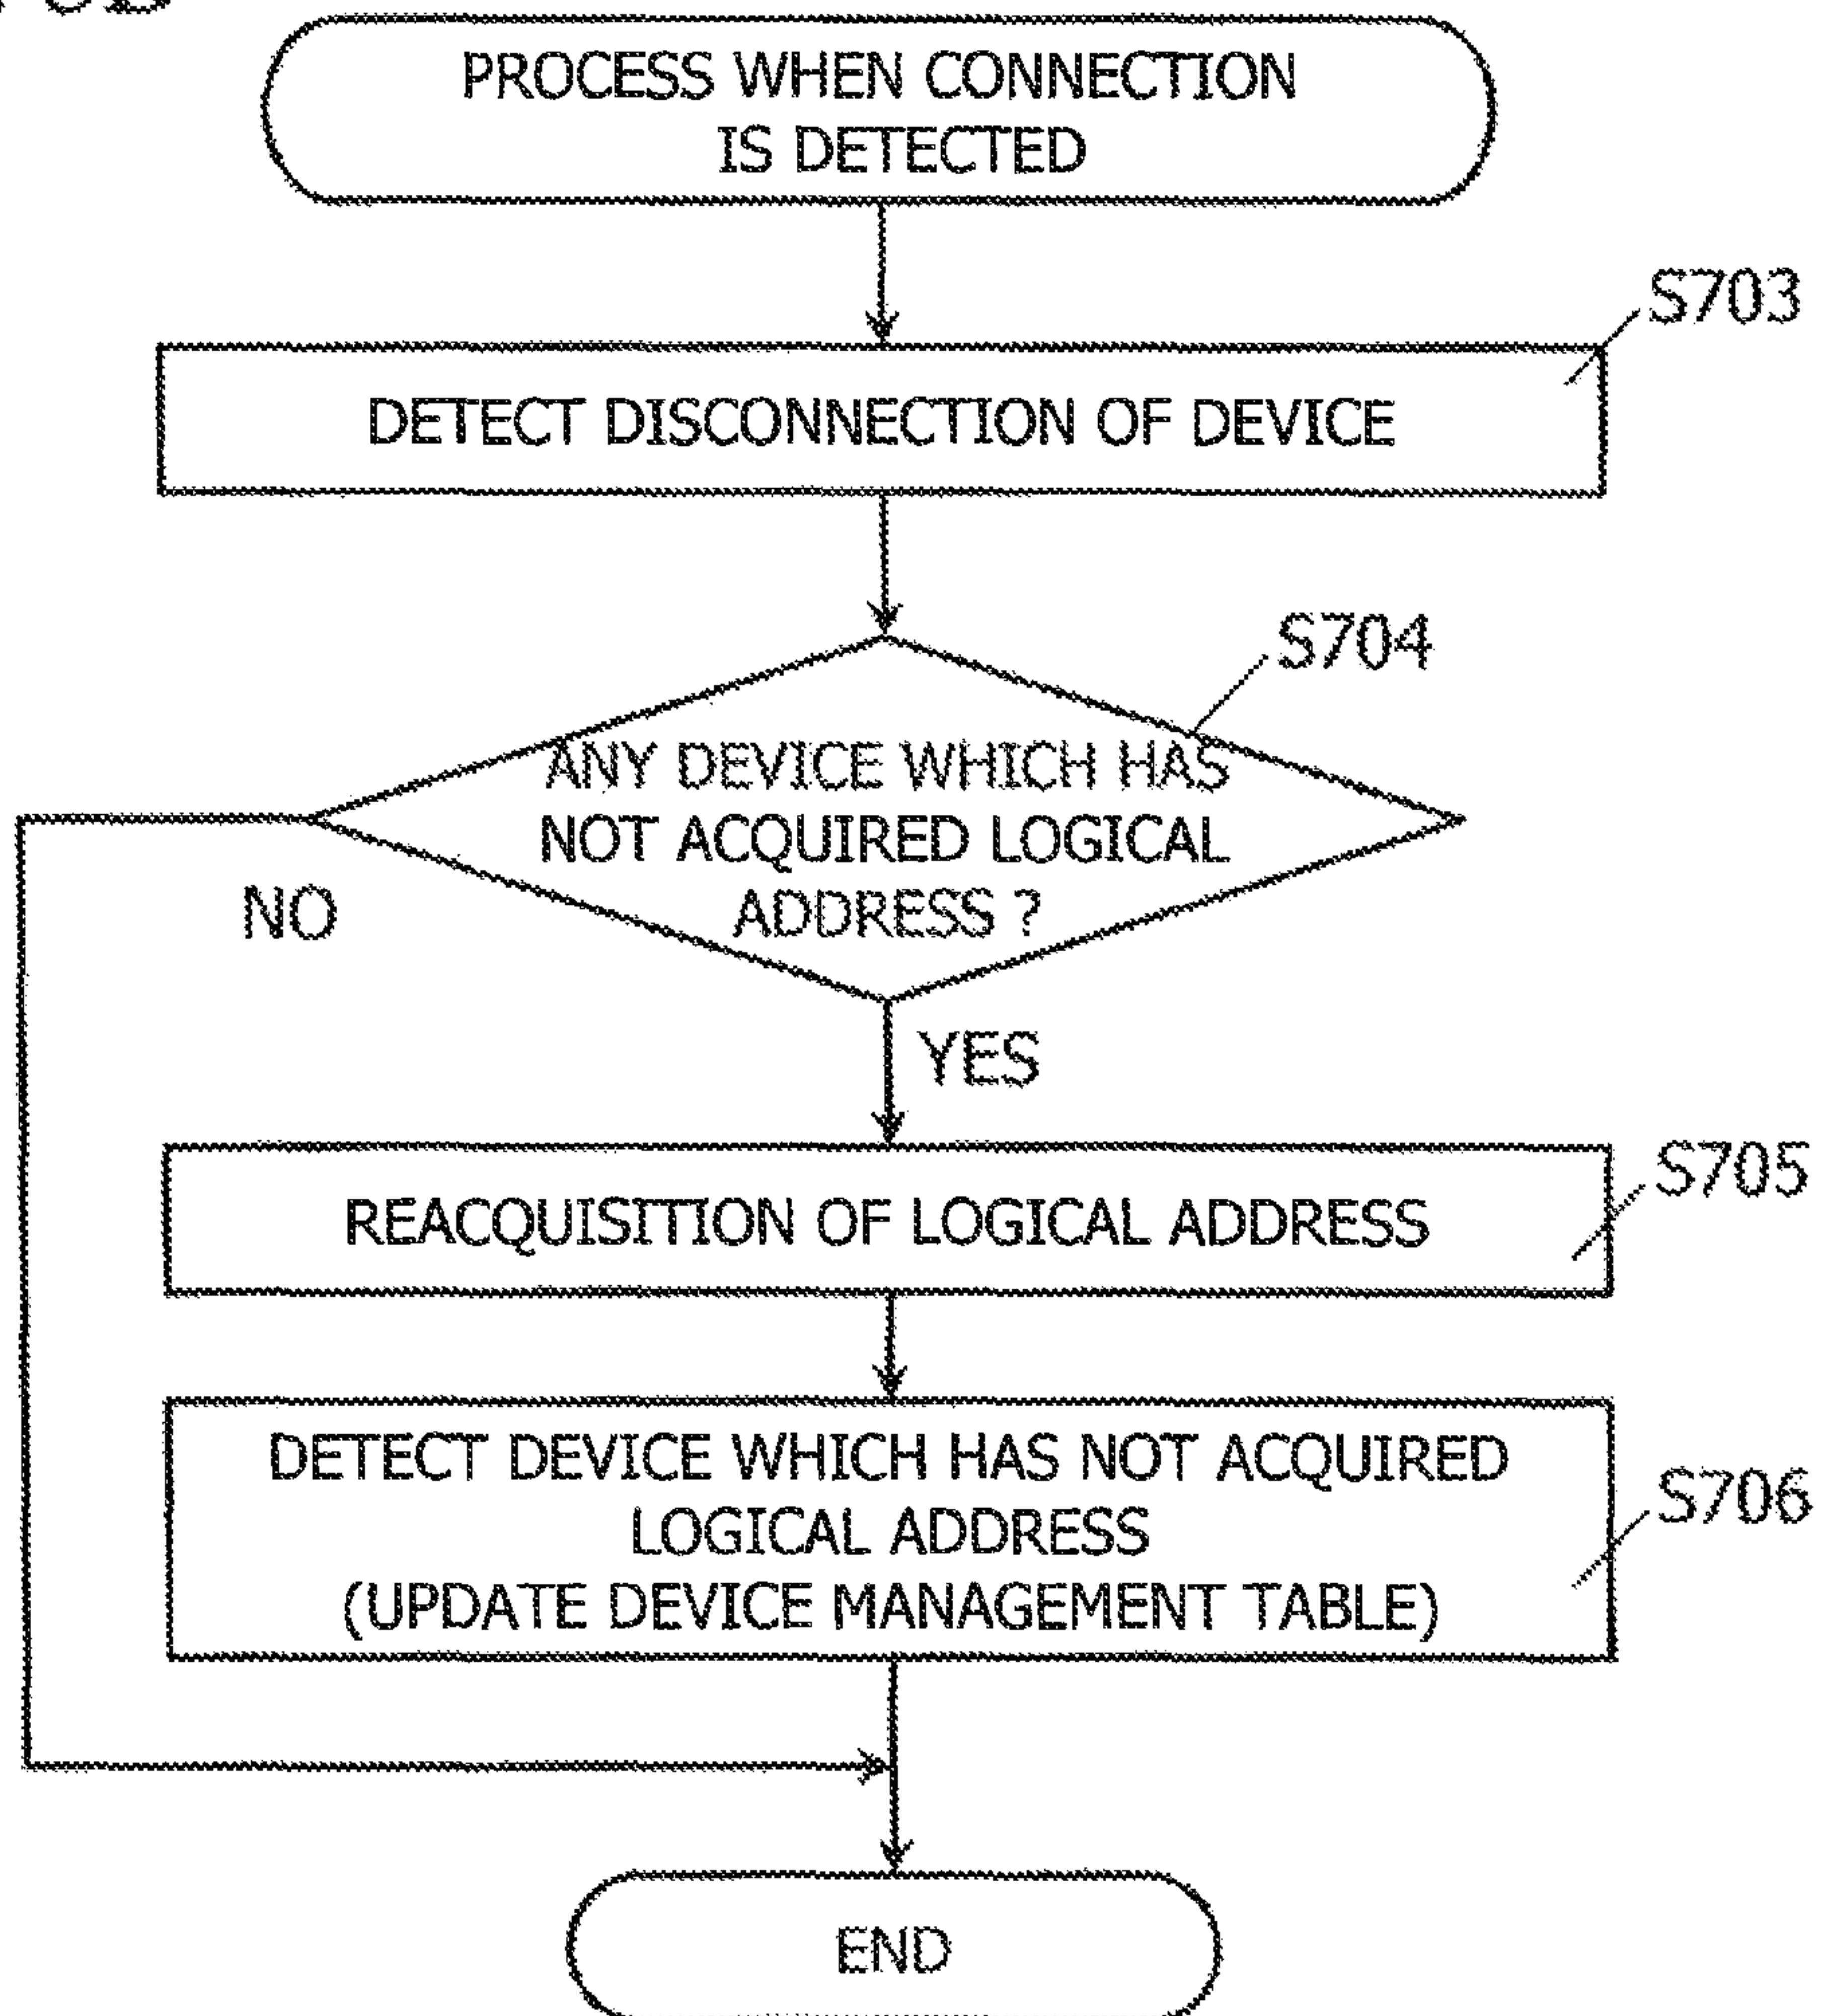 PROCESS WHEN CONNECTION
IS DETECTED
S703
DETECT DISCONNECTION OF DEVICE
S704
ANY DEVICE WHICH HAS
NOT ACQUIRED LOGICAL
ADDRESS ?
NO
YES
S705
REACQUISITION OF LOGICAL ADDRESS
DETECT DEVICE WHICH HAS NOT ACQUIRED
LOGICAL ADDRESS
S706
(UPDATE DEVICE MANAGEMENT TABLE)
END